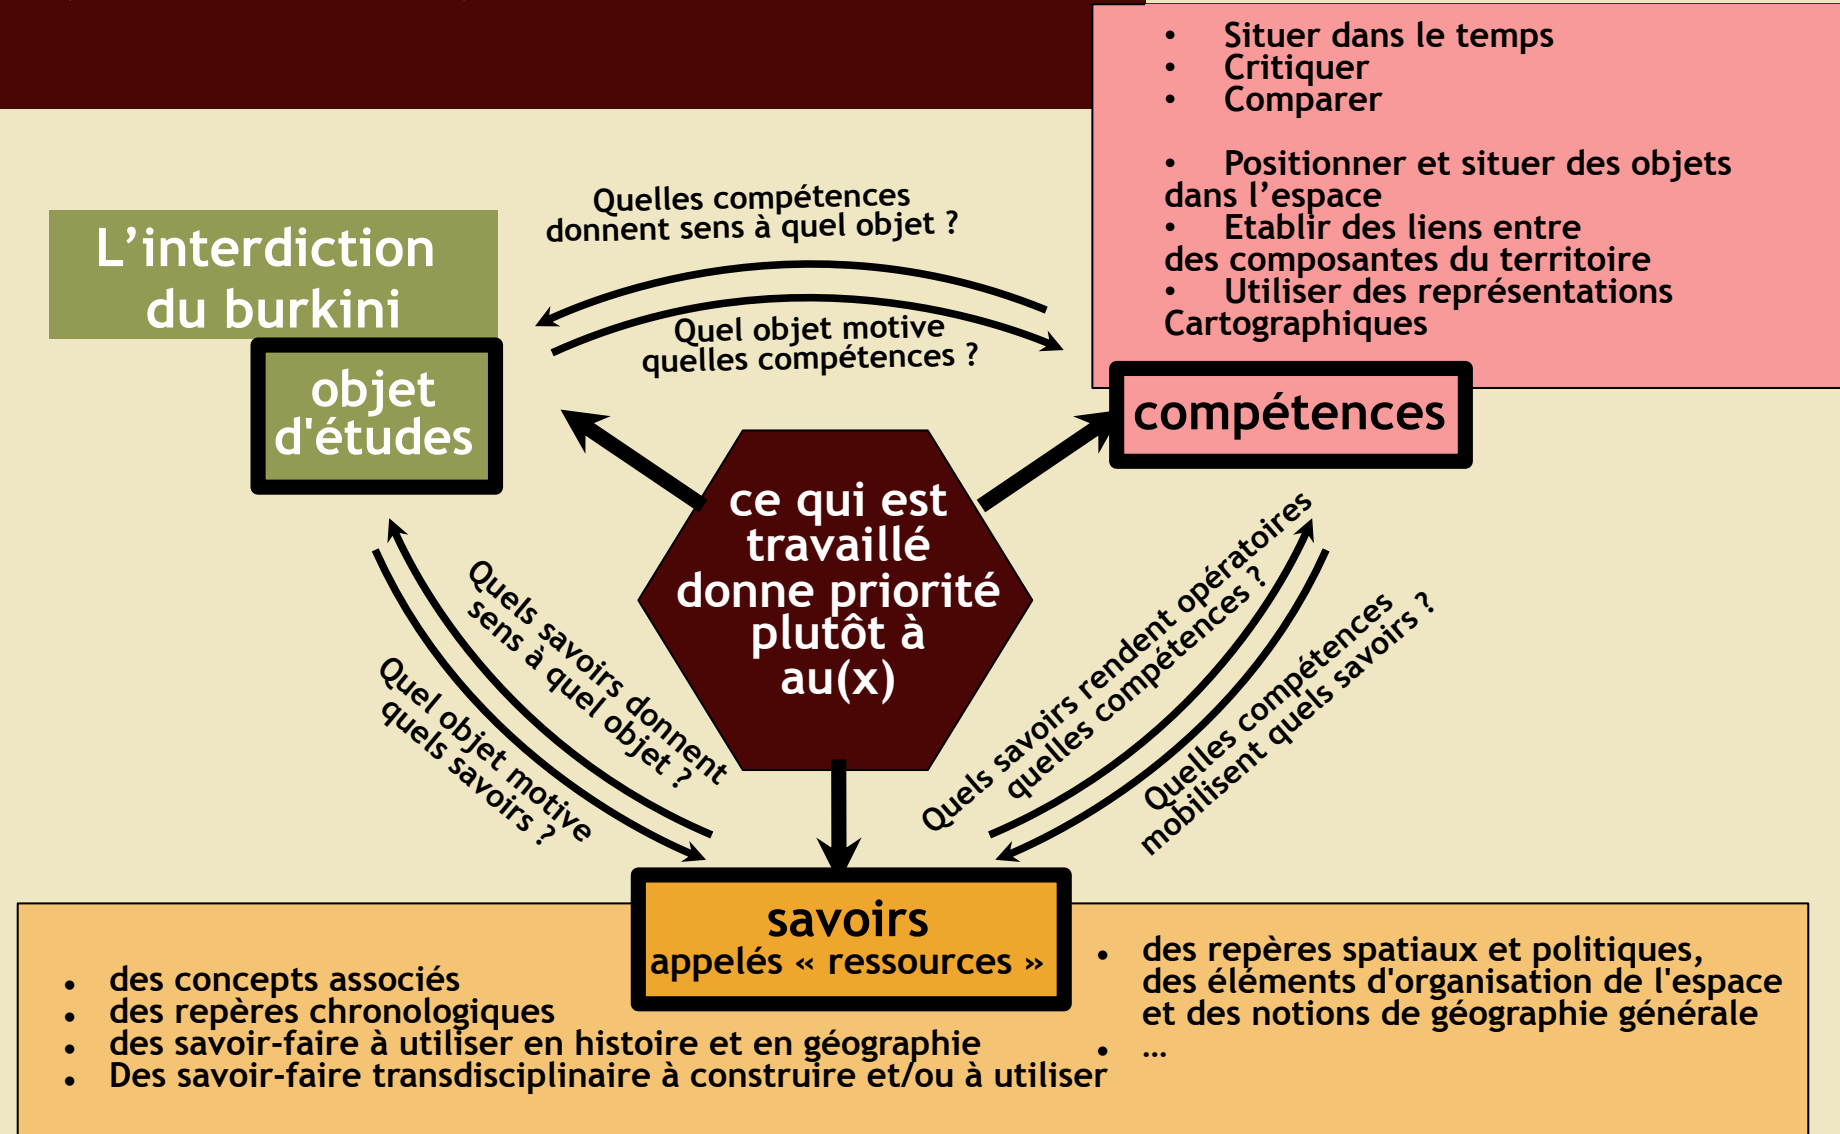 • Situer dans le temps
• Critiquer
• Comparer
• Positionner et situer des objets
dans l’espace
• Etablir des liens entre
des composantes du territoire
• Utiliser des représentations
Cartographiques
compétences
L’interdiction
du burkini
objet
d'études
Quelles compétences
donnent sens à quel objet ?
Quel objet motive
quelles compétences ?
ce qui est
travaillé
donne priorité
plutôt à
au(x)
Quels savoirs donnent
sens à quel objet ?
Quel objet motive
quels savoirs ?
Quels savoirs rendent opératoires
quelles compétences ?
Quelles compétences
mobilisent quels savoirs ?
savoirs
appelés « ressources »
• des concepts associés
• des repères chronologiques
• des savoir-faire à utiliser en histoire et en géographie
• Des savoir-faire transdisciplinaire à construire et/ou à utiliser
• des repères spatiaux et politiques,
des éléments d'organisation de l'espace
et des notions de géographie générale
• …